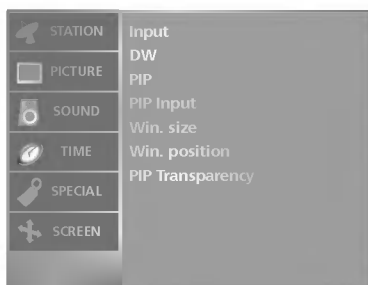 STATION
PICTURE
SOUND
TIME
SPECIAL
SCREEN
Input
DW
PIP
PIP Input
Win. size
Win. position
PIP Transparency